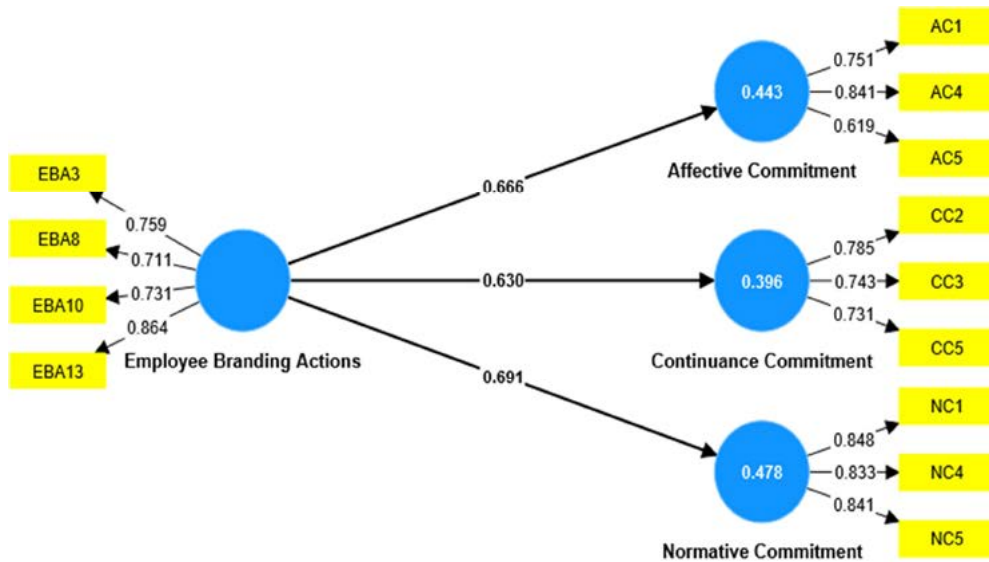 EBA3
EBA8
EBA10
EBA13
0.759
0.711
0.731
0.864
Employee Branding Actions
0.666
0.630
0.691
0.443
Affective Commitment
0.751
0.841
0.619
AC1
AC4
AC5
0.396
Continuance Commitment
0.785
0.743
0.731
CC2
CC3
CC5
0.478
Normative Commitment
0.848
0.833
0.841
NC1
NC4
NC5